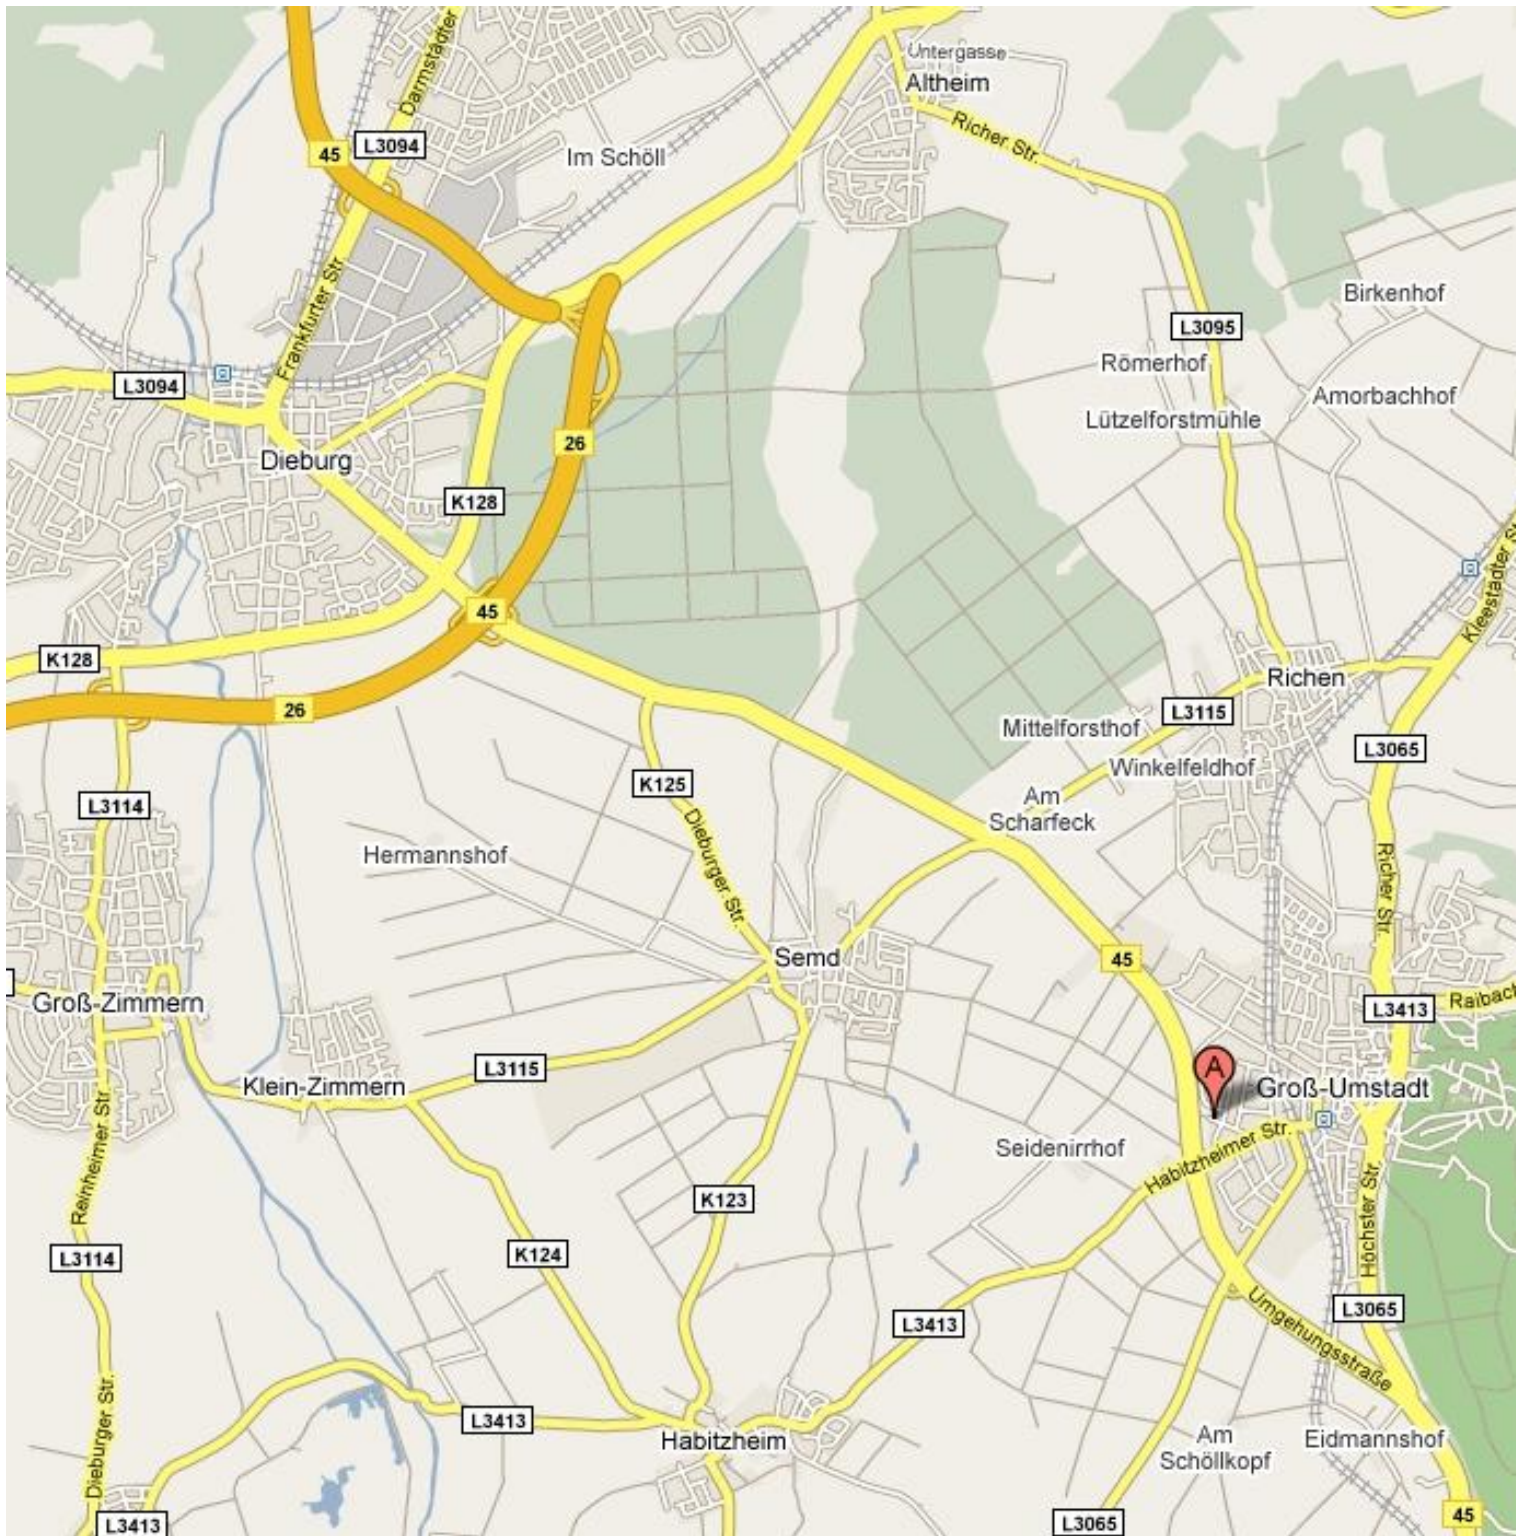 Untergasse
Altheim
Darmstädter
L3094
45
Im Schöll
Richer Str.
Frankfurter Str.
Birkenhof
L3095
Römerhof
L3094
Amorbachhof
Lützelforstmühle
26
Dieburg
K128
45
Kleestädter
K128
Richen
26
L3115
Mittelforsthof
L3065
Winkelfeldhof
K125
Am
Scharfeck
L3114
Dieburger Str.
Hermannshof
Richer Str.
Semd
45
Groß-Zimmern
L3413
Raibach
L3115
A
Klein-Zimmern
Groß-Umstadt
Reinheimer Str.
Habitzheimer Str.
Seidenirrhof
K123
Höchster Str.
K124
L3114
Umgehungsstraße
L3065
L3413
Dieburger Str.
L3413
Habitzheim
Am
Schöllkopf
Eidmannshof
L3413
L3065
45